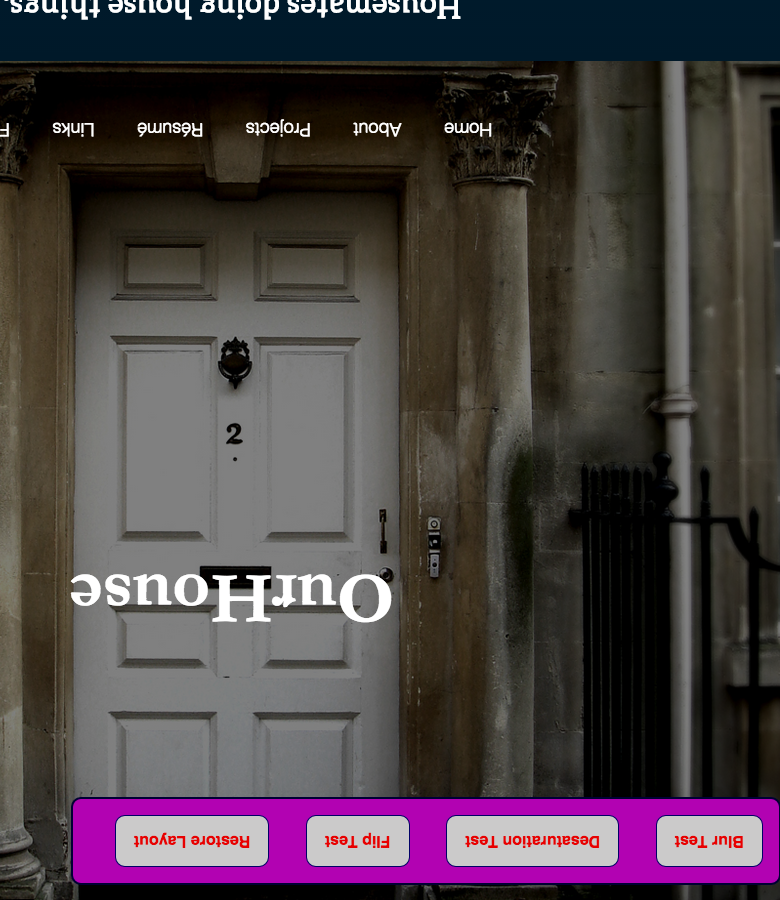 Blur Test Desaturation Test Flip Test Restore Layout
OurHouse
2
Home About Projects Résumé Links
Housemates doing house things.